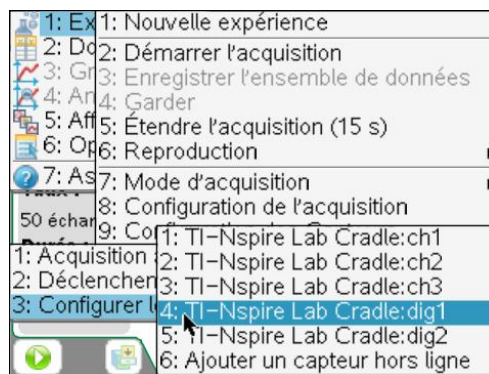 1: Ex
2: Do
3: Gr
4: An
5: Aff
6: Op
7: As
1: Nouvelle expérience
2: Démarrer l'acquisition
3: Enregistrer l'ensemble de données
4: Garder
5: Étendre l'acquisition (15 s)
6: Reproduction
7: Mode d'acquisition
8: Configuration de l'acquisition
9: Co
50 échar
1: Acquisition
2: Déclenchen
3: Configurer l
1: TI-Nspire Lab Cradle:ch1
2: TI-Nspire Lab Cradle:ch2
3: TI-Nspire Lab Cradle:ch3
4: TI-Nspire Lab Cradle:dig1
5: TI-Nspire Lab Cradle:dig2
6: Ajouter un capteur hors ligne